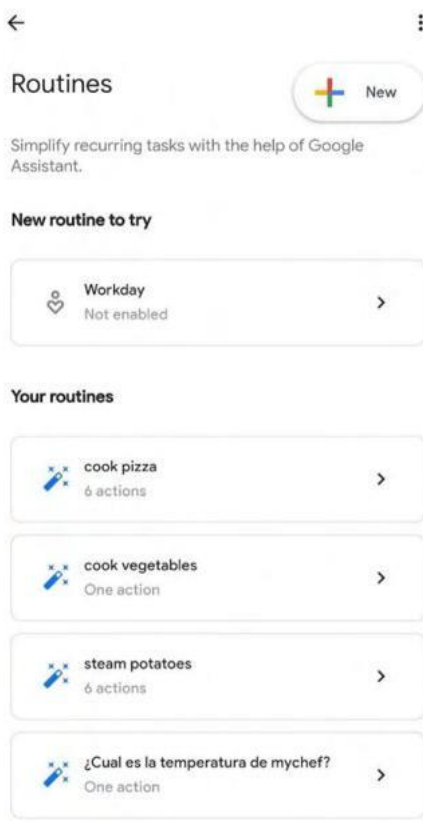 Routines
New
Simplify recurring tasks with the help of Google
Assistant.
New routine to try
Workday
Not enabled
Your routines
cook pizza
6 actions
cook vegetables
One action
steam potatoes
6 actions
¿Cual es la temperatura de mychef?
One action